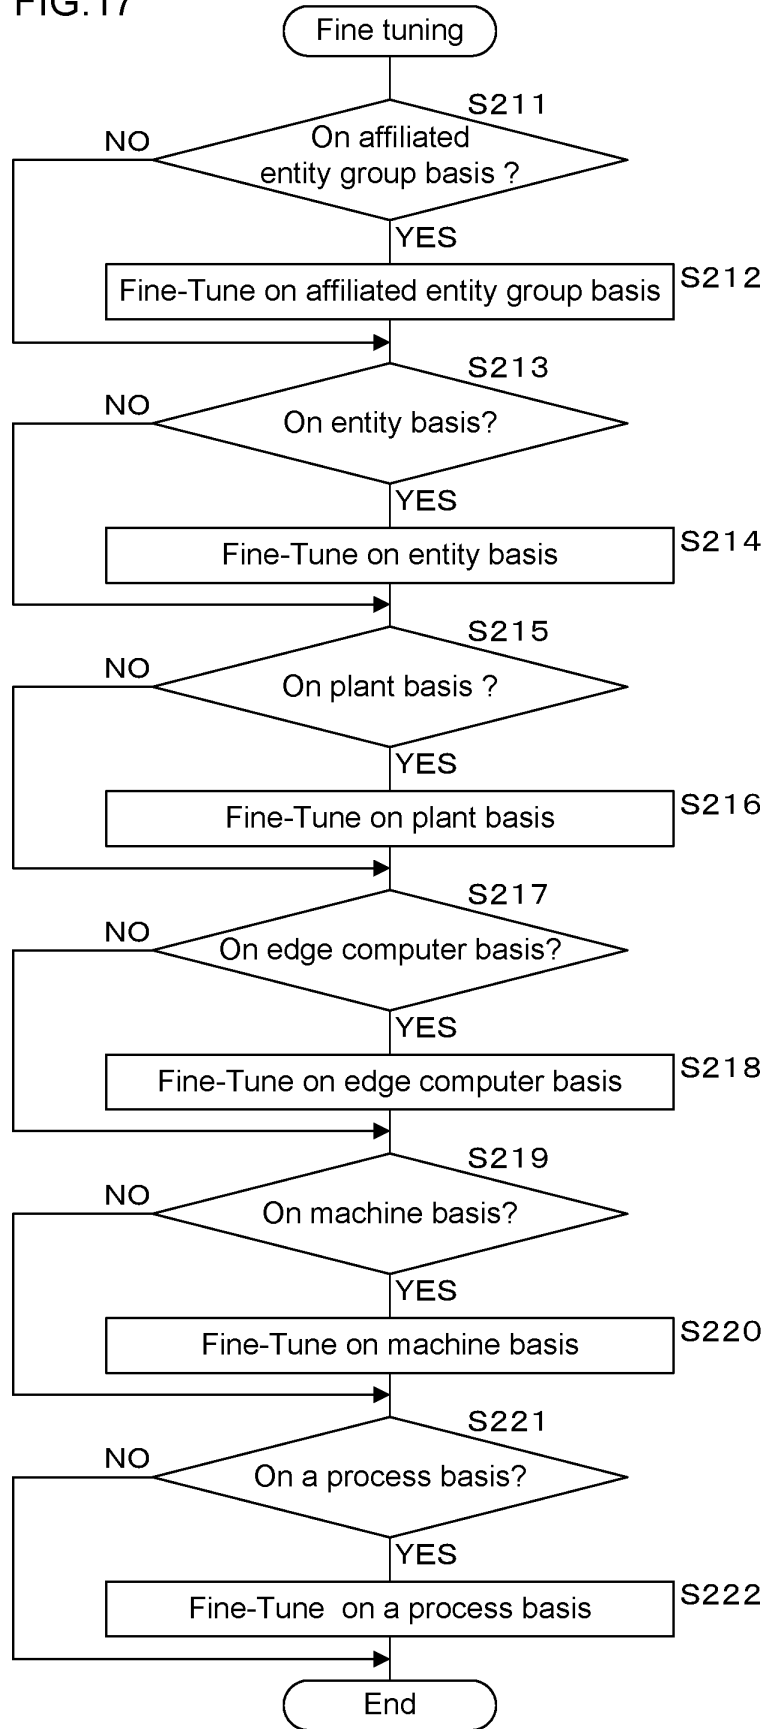 FIG.17
Fine tuning
S211
NO
On affiliated
entity group basis ?
YES
Fine-Tune on affiliated entity group basis
S212
S213
NO
On entity basis?
YES
Fine-Tune on entity basis
S214
S215
NO
On plant basis ?
YES
Fine-Tune on plant basis
S216
S217
NO
On edge computer basis?
YES
Fine-Tune on edge computer basis
S218
S219
NO
On machine basis?
YES
Fine-Tune on machine basis
S220
S221
NO
On a process basis?
YES
Fine-Tune on a process basis
S222
End